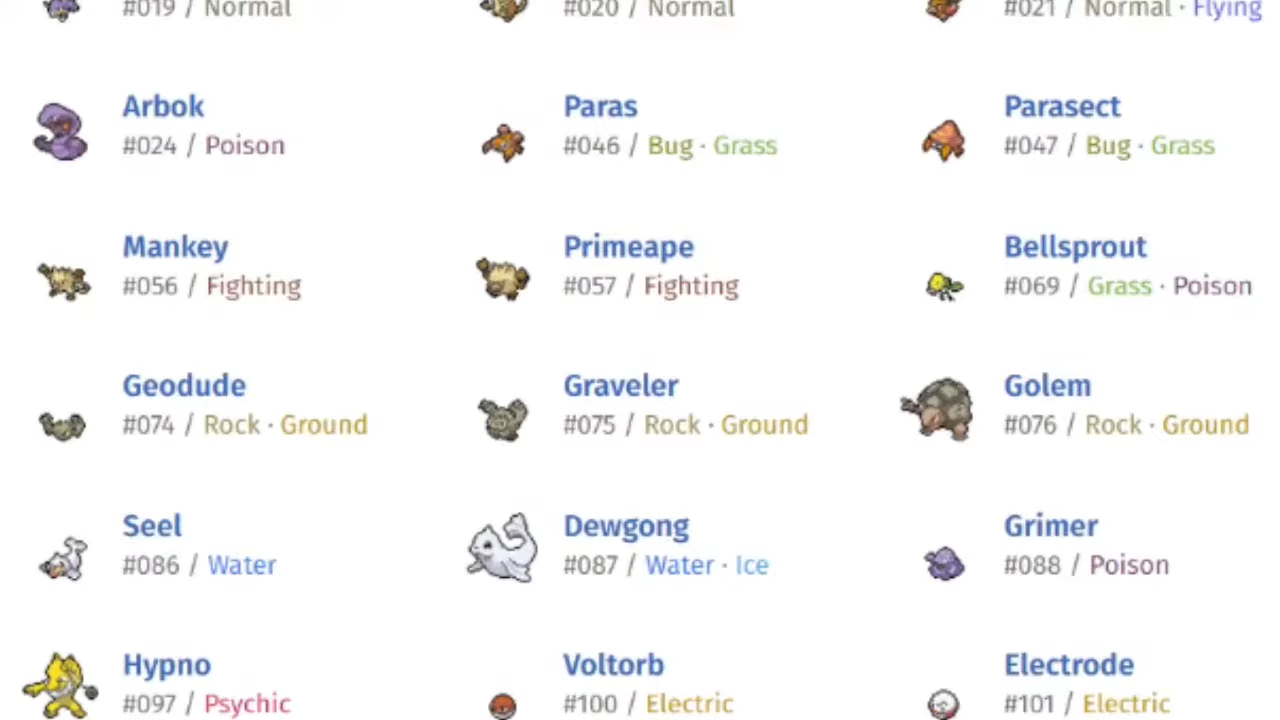 #019 / Normal
#020 / Normal
#021 / Normal · Flying
Arbok
#024 / Poison
Paras
#046 / Bug · Grass
Parasect
#047 / Bug · Grass
Mankey
#056 / Fighting
Primeape
#057 / Fighting
Bellsprout
#069 / Grass · Poison
Geodude
#074 / Rock · Ground
Graveler
#075 / Rock · Ground
Golem
#076 / Rock · Ground
Seel
#086 / Water
Dewgong
#087 / Water · Ice
Grimer
#088 / Poison
Hypno
#097 / Psychic
Voltorb
#100 / Electric
Electrode
#101 / Electric